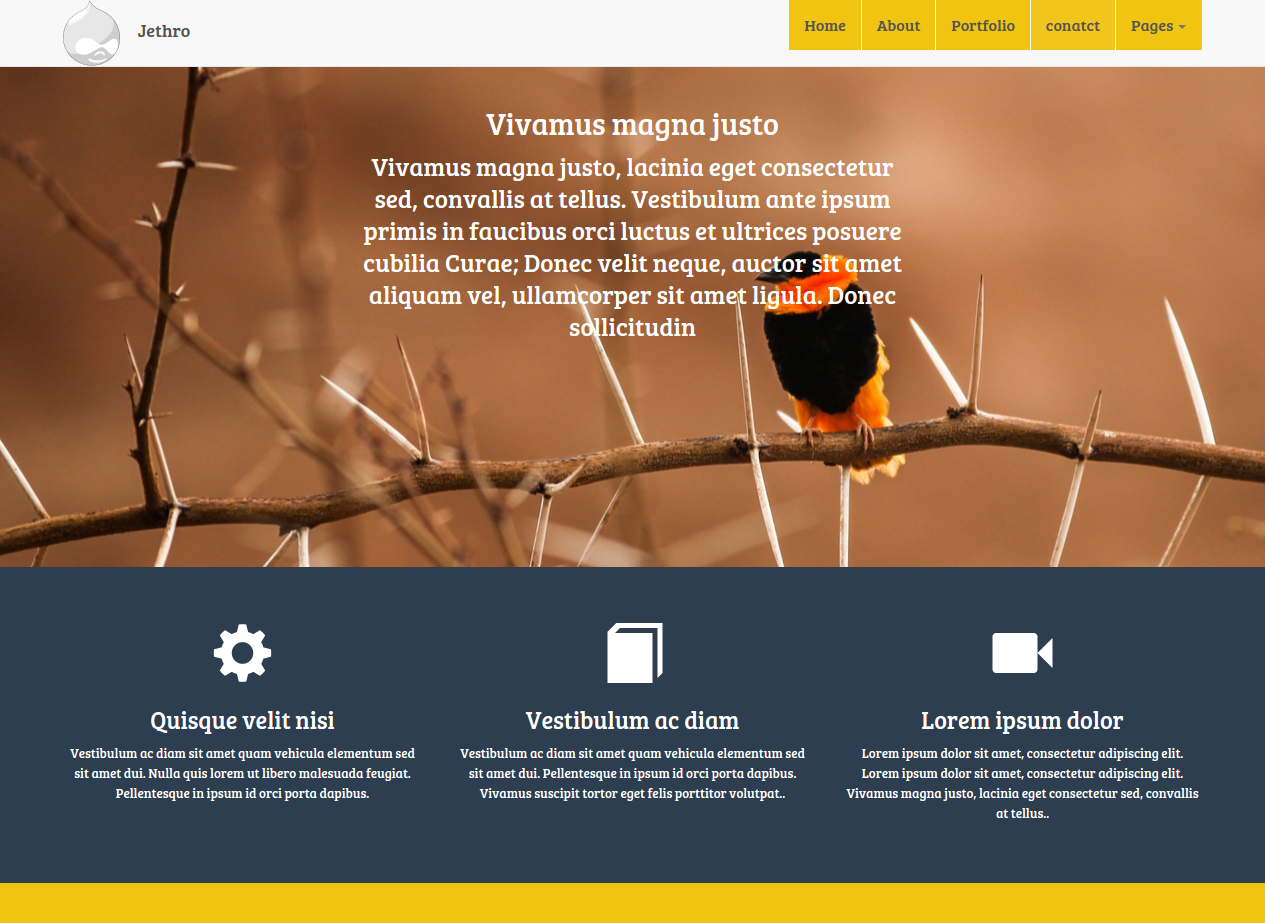 Jethro
Home About Portfolio conatct Pages
Vivamus magna justo
Vivamus magna justo, lacinia eget consectetur
sed, convallis at tellus. Vestibulum ante ipsum
primis in faucibus orci luctus et ultrices posuere
cubilia Curae; Donec velit neque, auctor sit amet
aliquam vel, ullamcorper sit amet ligula. Donec
sollicitudin
Quisque velit nisi
Vestibulum ac diam sit amet quam vehicula elementum sed
sit amet dui. Nulla quis lorem ut libero malesuada feugiat.
Pellentesque in ipsum id orci porta dapibus.
Vestibulum ac diam
Vestibulum ac diam sit amet quam vehicula elementum sed
sit amet dui. Pellentesque in ipsum id orci porta dapibus.
Vivamus suscipit tortor eget felis porttitor volutpat..
Lorem ipsum dolor
Lorem ipsum dolor sit amet, consectetur adipiscing elit.
Lorem ipsum dolor sit amet, consectetur adipiscing elit.
Vivamus magna justo, lacinia eget consectetur sed, convallis
at tellus..